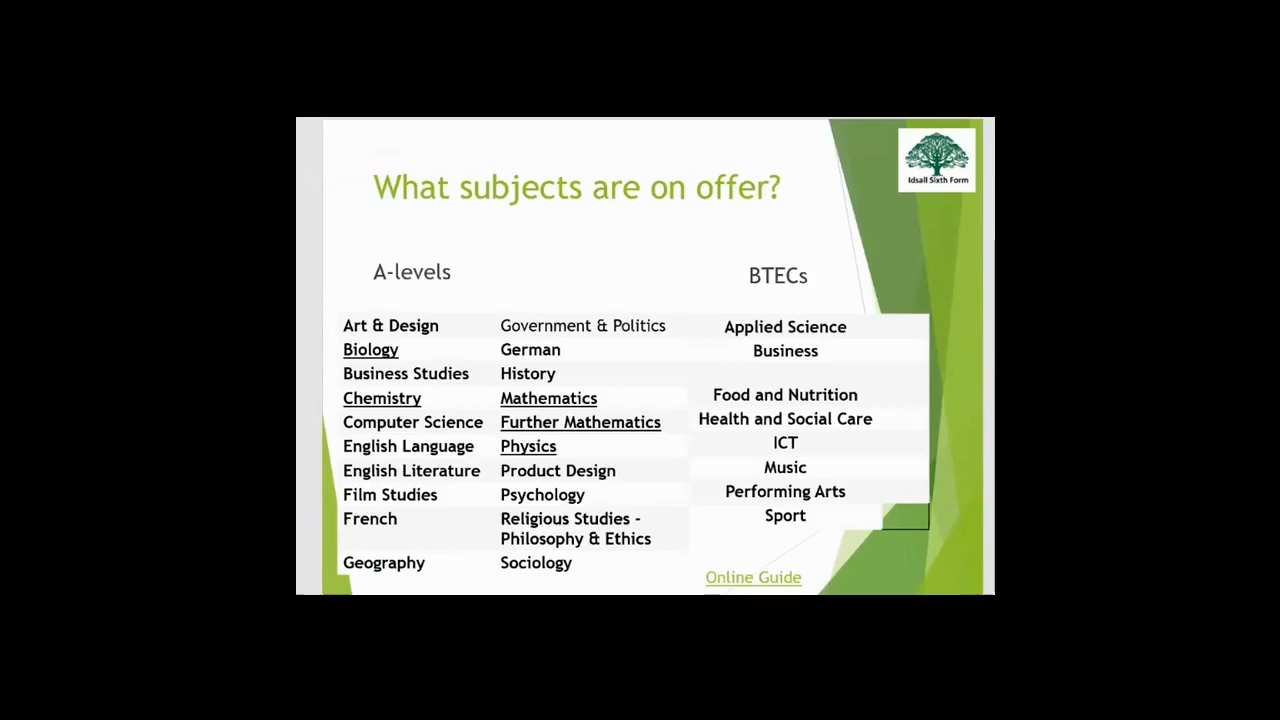 Idsall Sixth Form
What subjects are on offer?
A-levels
Art & Design
Biology
Business Studies
Chemistry
Computer Science
English Language
English Literature
Film Studies
French
Geography
Government & Politics
German
History
Mathematics
Further Mathematics
Physics
Product Design
Psychology
Religious Studies -
Philosophy & Ethics
Sociology
BTECs
Applied Science
Business
Food and Nutrition
Health and Social Care
ICT
Music
Performing Arts
Sport
Online Guide